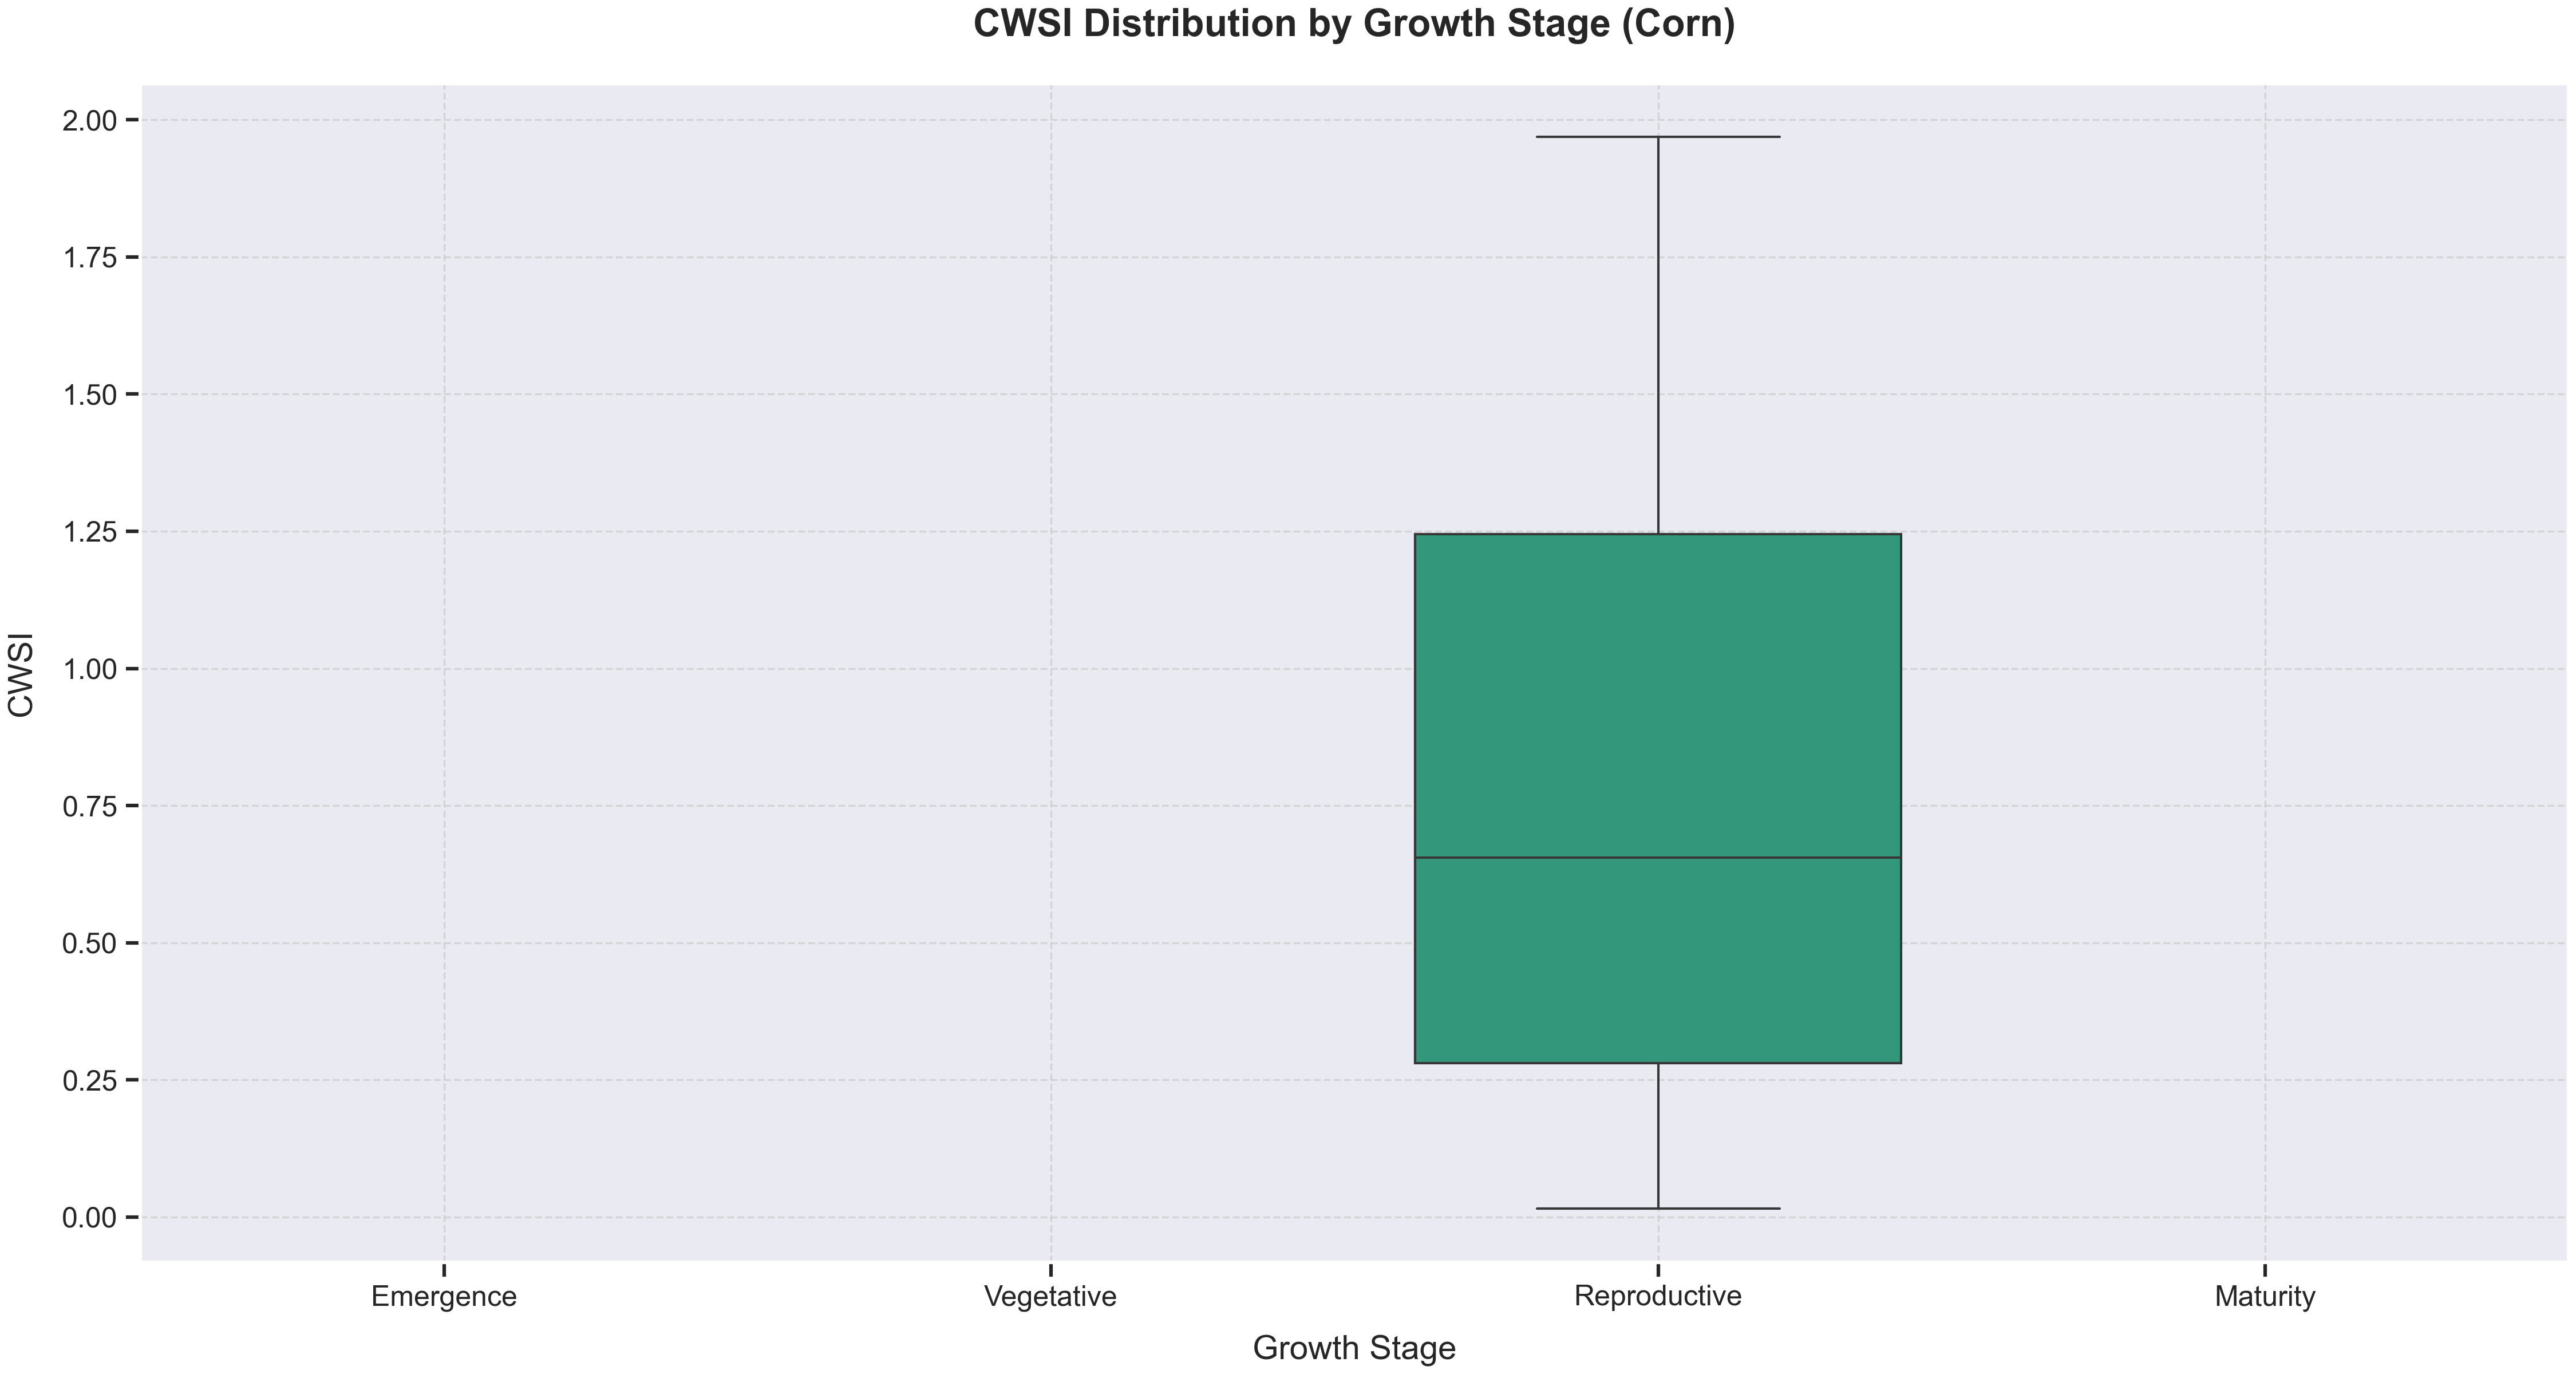 CWSI Distribution by Growth Stage (Corn)
2.00
1.75
1.50
1.25
1.00
0.75
0.50
0.25
0.00
CWSI
Emergence
Vegetative
Reproductive
Maturity
Growth Stage